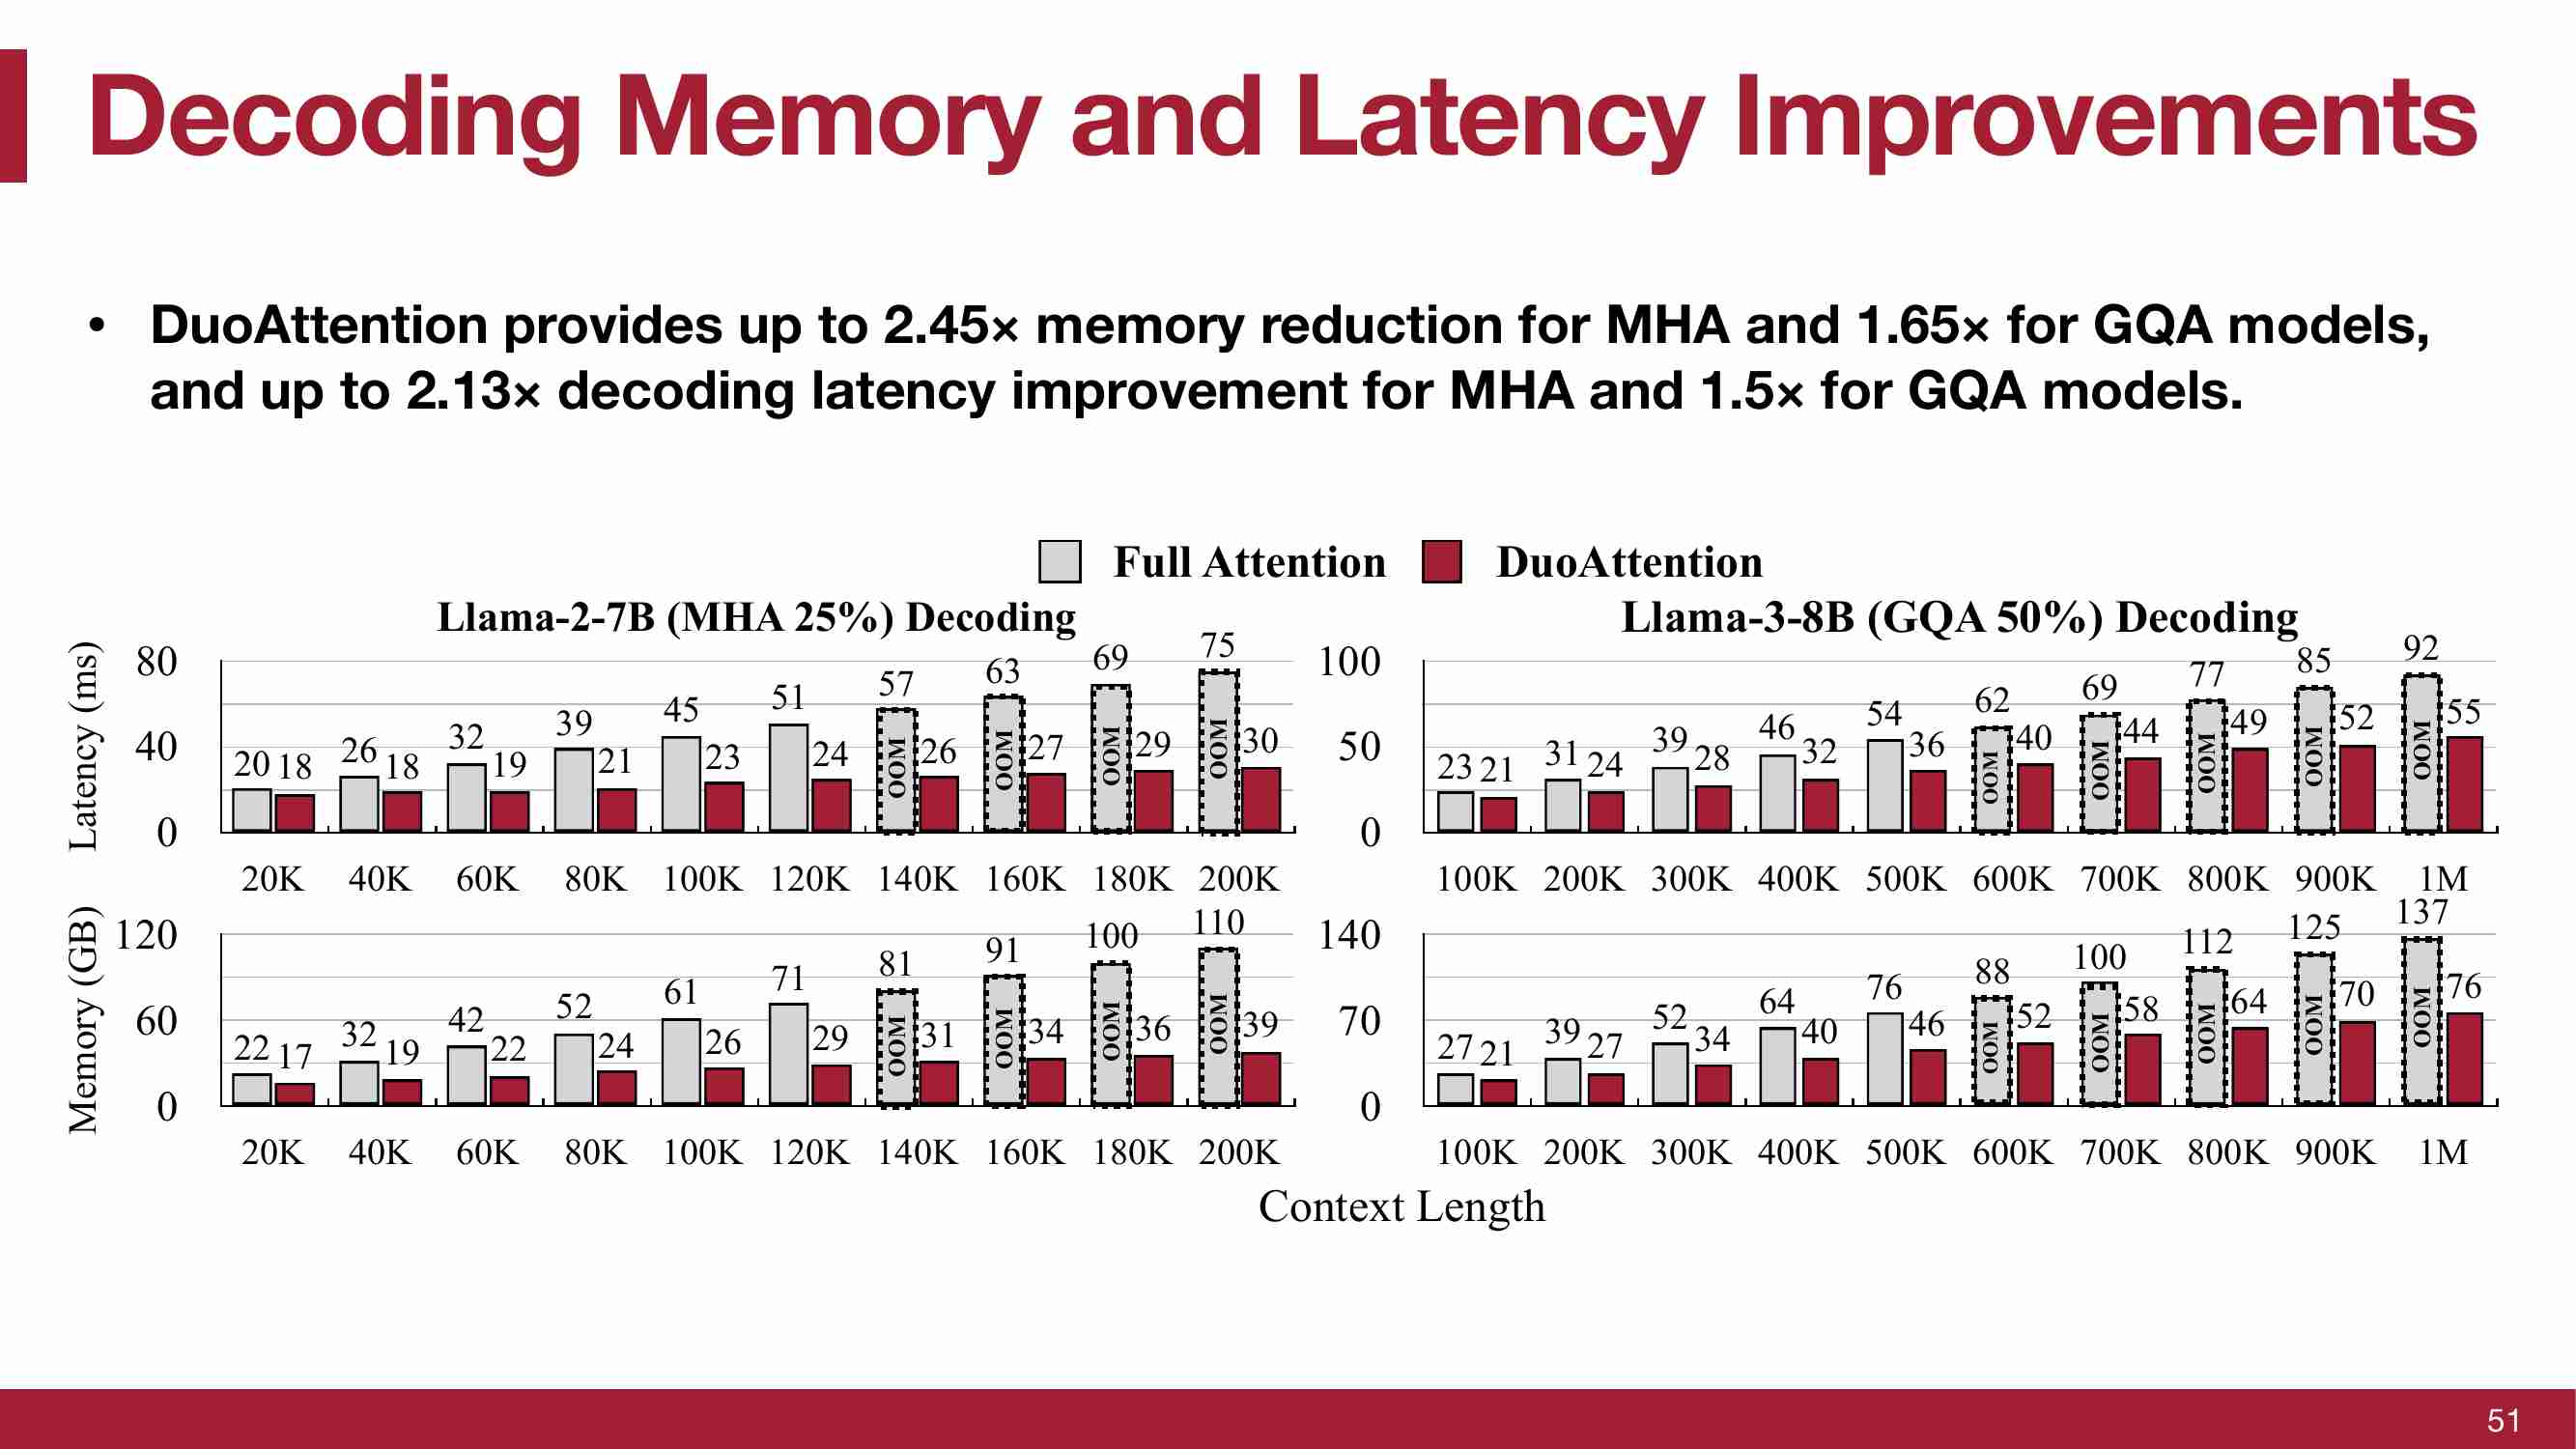 Decoding Memory and Latency Improvements
• DuoAttention provides up to 2.45× memory reduction for MHA and 1.65× for GQA models,
and up to 2.13× decoding latency improvement for MHA and 1.5× for GQA models.
Full Attention DuoAttention
Llama-2-7B (MHA 25%) Decoding
Latency (ms)
80
40
0
20 18 26 18 32 19 39 21 45 23 51 24 57 26 63 27 69 29 75 30
OOM OOM OOM OOM
20K 40K 60K 80K 100K 120K 140K 160K 180K 200K
Llama-3-8B (GQA 50%) Decoding
100
50
0
23 21 31 24 39 28 46 32 54 36 62 40 69 44 77 49 85 52 92 55
OOM OOM OOM OOM OOM
100K 200K 300K 400K 500K 600K 700K 800K 900K 1M
Memory (GB)
120
60
0
22 17 32 19 42 22 52 24 61 26 71 29 81 31 91 34 100 36 110 39
OOM OOM OOM OOM
20K 40K 60K 80K 100K 120K 140K 160K 180K 200K
140
70
0
27 21 39 27 52 34 64 40 76 46 88 52 100 58 112 64 125 70 137 76
OOM OOM OOM OOM OOM
100K 200K 300K 400K 500K 600K 700K 800K 900K 1M
Context Length
51